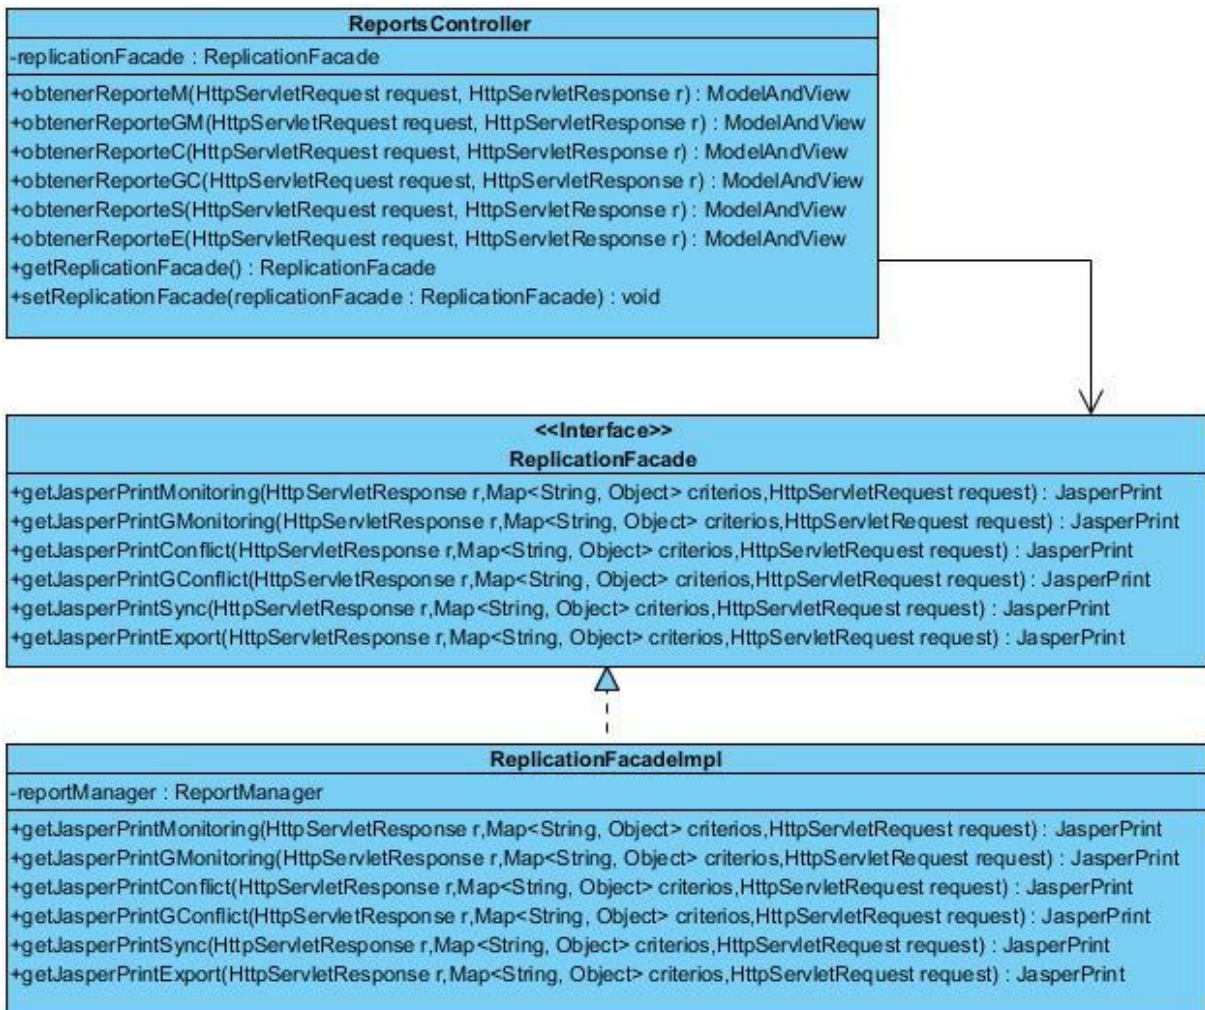 ReportsController
-replicationFacade : ReplicationFacade
+obtenerReporteM(HttpServletRequest request, HttpServletResponse r) : ModelAndView
+obtenerReporteGM(HttpServletRequest request, HttpServletResponse r) : ModelAndView
+obtenerReporteC(HttpServletRequest request, HttpServletResponse r) : ModelAndView
+obtenerReporteGC(HttpServletRequest request, HttpServletResponse r) : ModelAndView
+obtenerReporteS(HttpServletRequest request, HttpServletResponse r) : ModelAndView
+obtenerReporteE(HttpServletRequest request, HttpServletResponse r) : ModelAndView
+getReplicationFacade() : ReplicationFacade
+setReplicationFacade(replicationFacade : ReplicationFacade) : void
<<Interface>>
ReplicationFacade
+getJasperPrintMonitoring(HttpServletResponse r,Map<String, Object> criterios,HttpServletRequest request) : JasperPrint
+getJasperPrintGMonitoring(HttpServletResponse r,Map<String, Object> criterios,HttpServletRequest request) : JasperPrint
+getJasperPrintConflict(HttpServletResponse r,Map<String, Object> criterios,HttpServletRequest request) : JasperPrint
+getJasperPrintGConflict(HttpServletResponse r,Map<String, Object> criterios,HttpServletRequest request) : JasperPrint
+getJasperPrintSync(HttpServletResponse r,Map<String, Object> criterios,HttpServletRequest request) : JasperPrint
+getJasperPrintExport(HttpServletResponse r,Map<String, Object> criterios,HttpServletRequest request) : JasperPrint
ReplicationFacadeImpl
-reportManager : ReportManager
+getJasperPrintMonitoring(HttpServletResponse r,Map<String, Object> criterios,HttpServletRequest request) : JasperPrint
+getJasperPrintGMonitoring(HttpServletResponse r,Map<String, Object> criterios,HttpServletRequest request) : JasperPrint
+getJasperPrintConflict(HttpServletResponse r,Map<String, Object> criterios,HttpServletRequest request) : JasperPrint
+getJasperPrintGConflict(HttpServletResponse r,Map<String, Object> criterios,HttpServletRequest request) : JasperPrint
+getJasperPrintSync(HttpServletResponse r,Map<String, Object> criterios,HttpServletRequest request) : JasperPrint
+getJasperPrintExport(HttpServletResponse r,Map<String, Object> criterios,HttpServletRequest request) : JasperPrint